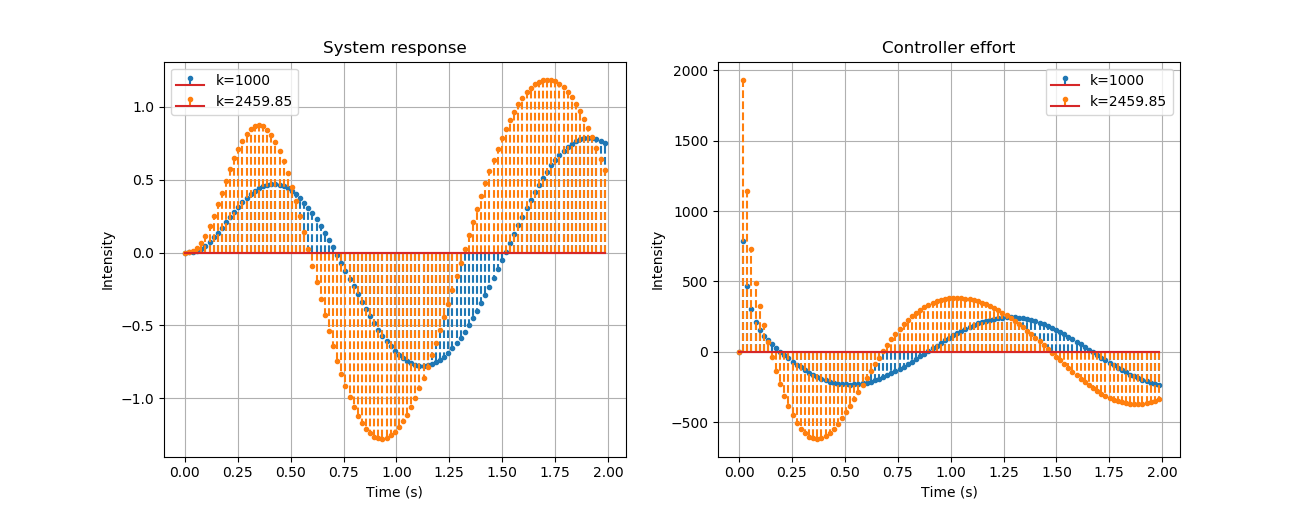 System response
k=1000
k=2459.85
Intensity
1.0
0.5
0.0
−0.5
−1.0
0.00 0.25 0.50 0.75 1.00 1.25 1.50 1.75 2.00
Time (s)
Controller effort
k=1000
k=2459.85
Intensity
2000
1500
1000
500
0
−500
0.00 0.25 0.50 0.75 1.00 1.25 1.50 1.75 2.00
Time (s)